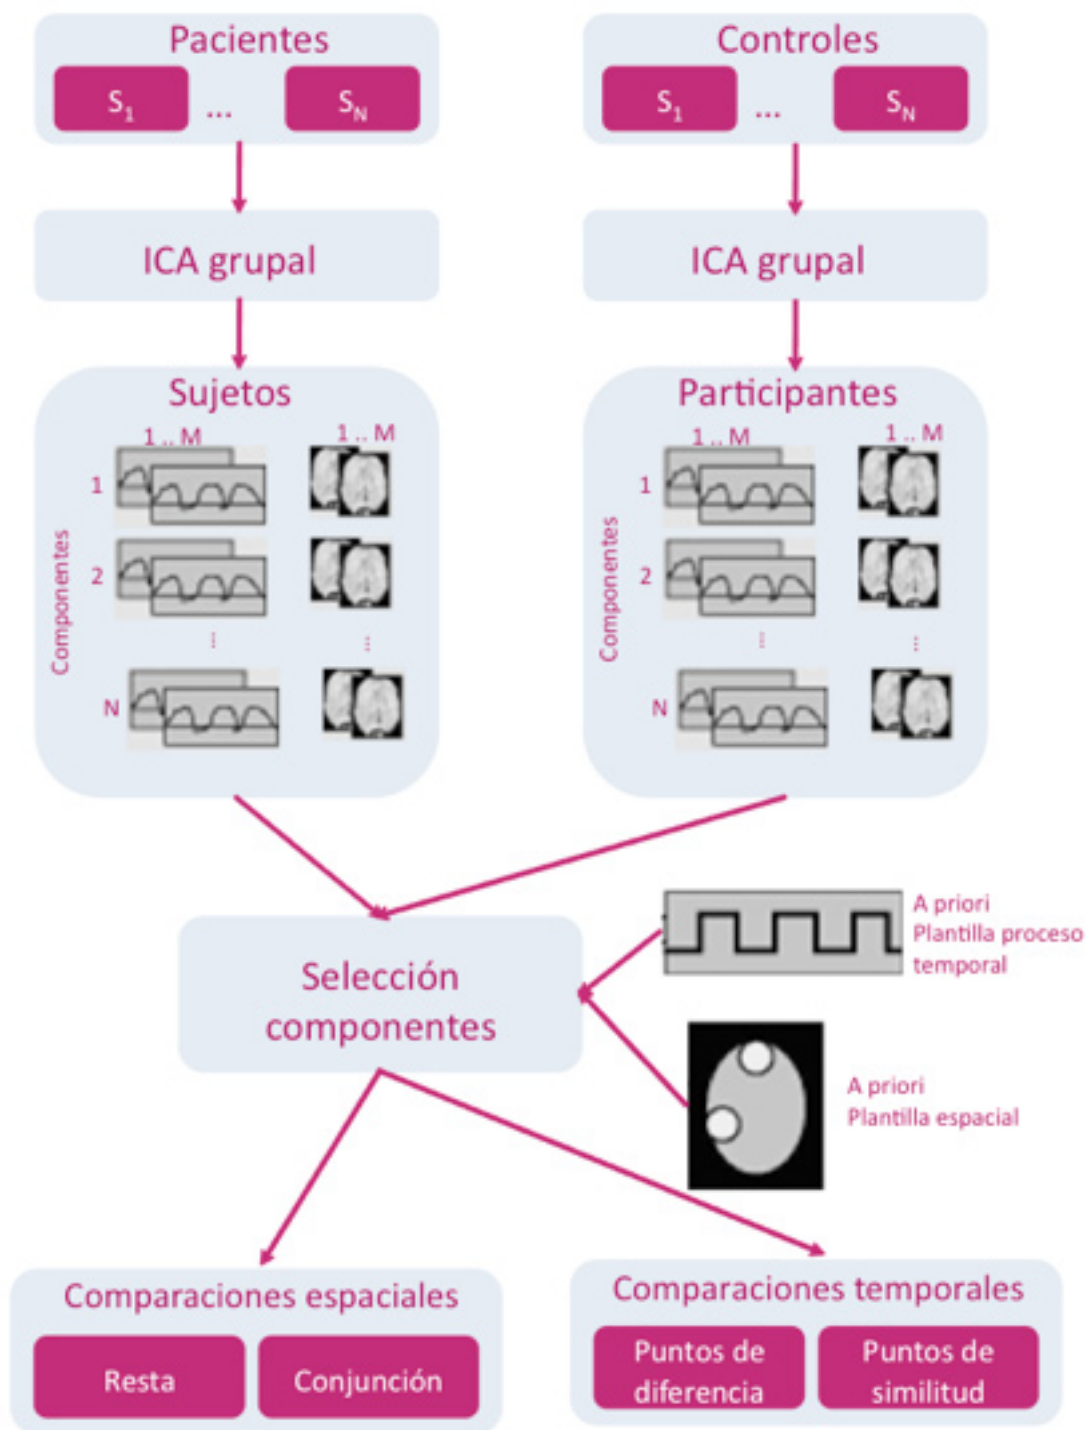 Pacientes
S1 ... SN
Controles
S1 ... SN
ICA grupal
ICA grupal
Sujetos
1 .. M 1 .. M
Componentes
1
2
...
...
N
Participantes
1 .. M 1 .. M
Componentes
1
2
...
...
N
Selección
componentes
A priori
Plantilla proceso
temporal
A priori
Plantilla espacial
Comparaciones espaciales
Resta
Conjunción
Comparaciones temporales
Puntos de
diferencia
Puntos de
similitud